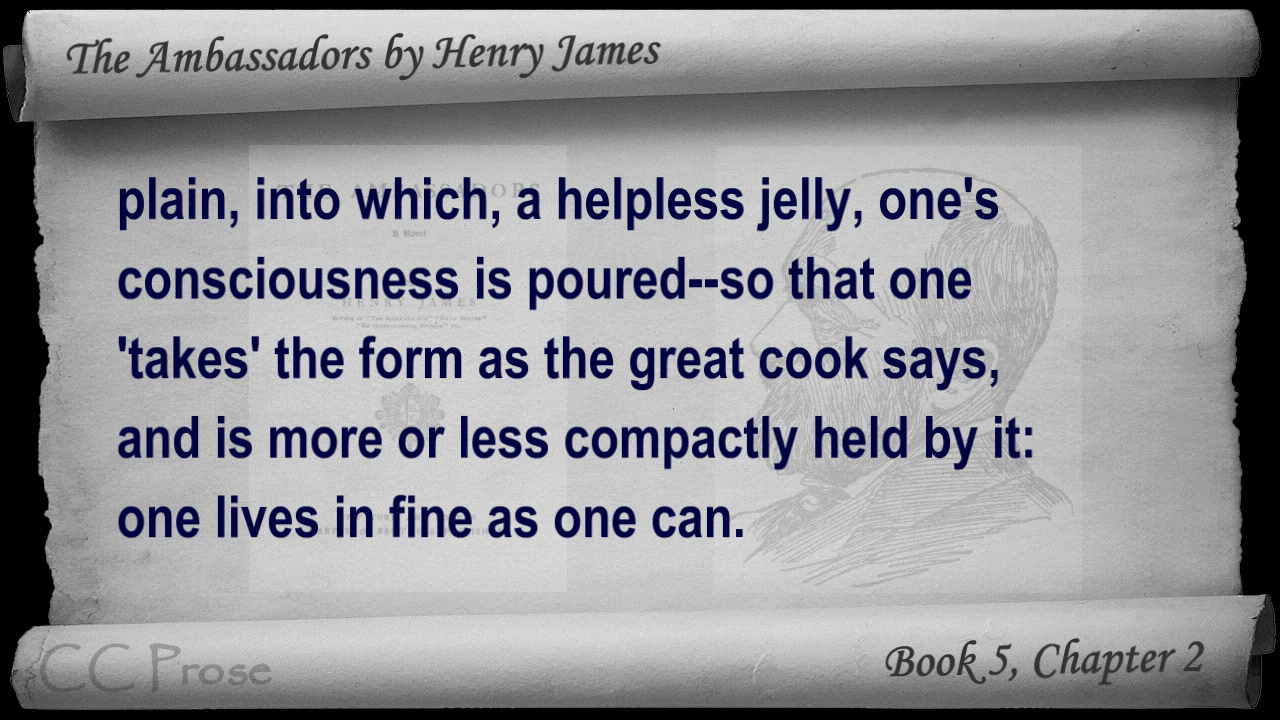 The Ambassadors by Henry James
plain, into which, a helpless jelly, one's
consciousness is poured--so that one
'takes' the form as the great cook says,
and is more or less compactly held by it:
one lives in fine as one can.
CC Prose
Book 5, Chapter 2